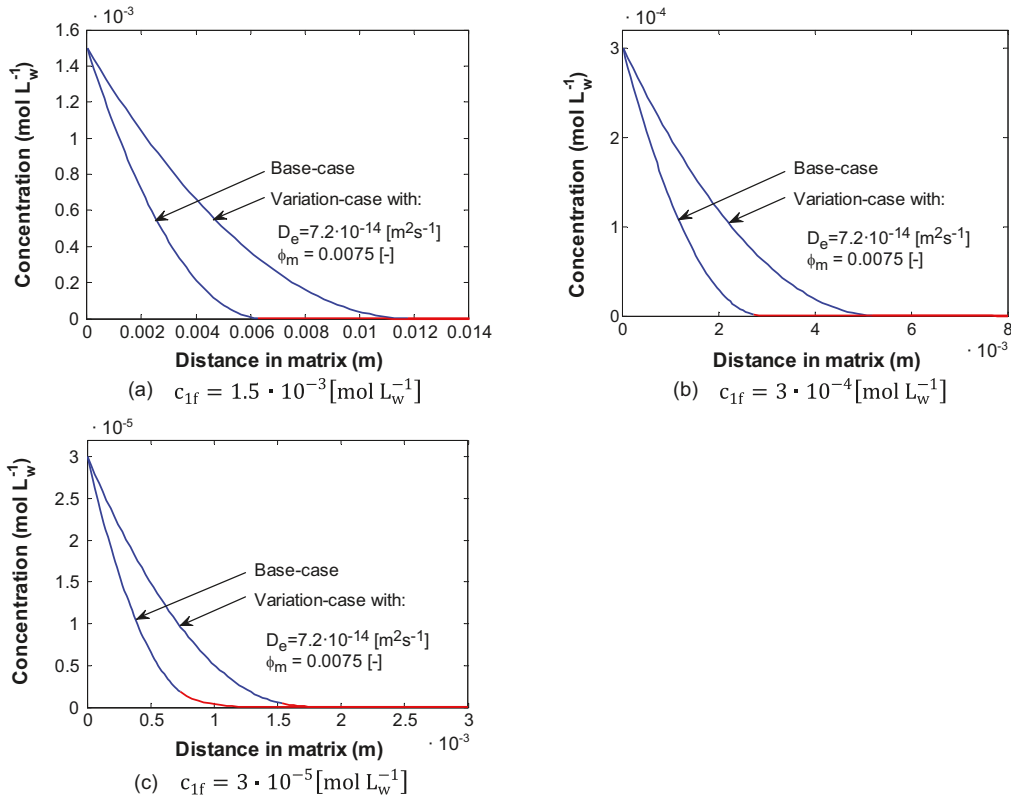 · 10⁻³
1.6
1.4
1.2
1
0.8
0.6
0.4
0.2
0
Concentration (mol L_w⁻¹)
Base-case
Variation-case with:
D_e=7.2·10⁻¹⁴ [m²s⁻¹]
ϕ_m = 0.0075 [-]
0 0.002 0.004 0.006 0.008 0.01 0.012 0.014
Distance in matrix (m)
(a) c_1f = 1.5 · 10⁻³[mol L_w⁻¹]
· 10⁻⁴
3
2
1
0
Concentration (mol L_w⁻¹)
Base-case
Variation-case with:
D_e=7.2·10⁻¹⁴ [m²s⁻¹]
ϕ_m = 0.0075 [-]
0 2 4 6 8
Distance in matrix (m)
· 10⁻³
(b) c_1f = 3 · 10⁻⁴[mol L_w⁻¹]
· 10⁻⁵
3
2.5
2
1.5
1
0.5
0
Concentration (mol L_w⁻¹)
Base-case
Variation-case with:
D_e=7.2·10⁻¹⁴ [m²s⁻¹]
ϕ_m = 0.0075 [-]
0 0.5 1 1.5 2 2.5 3
Distance in matrix (m)
· 10⁻³
(c) c_1f = 3 · 10⁻⁵[mol L_w⁻¹]